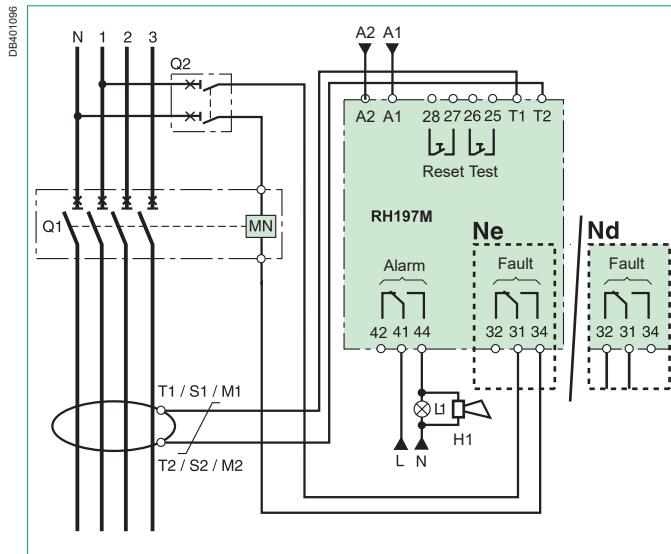 DB401096
N 1 2 3
Q2
A2 A1
A2 A1 28 27 26 25 T1 T2
Reset Test
RH197M
Q1
MN
Ne
Nd
Alarm
Fault
Fault
42 41 44
32 31 34
32 31 34
T1 / S1 / M1
T2 / S2 / M2
L1
H1
L N